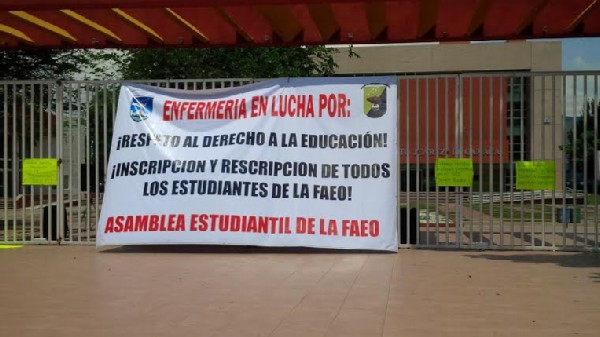 ENFERMERIA EN LUCHA POR:
¡RESPETO AL DERECHO A LA EDUCACIÓN!
¡INSCRIPCION Y RESCRIPCION DE TODOS
LOS ESTUDIANTES DE LA FAEO!
ASAMBLEA ESTUDIANTIL DE LA FAEO